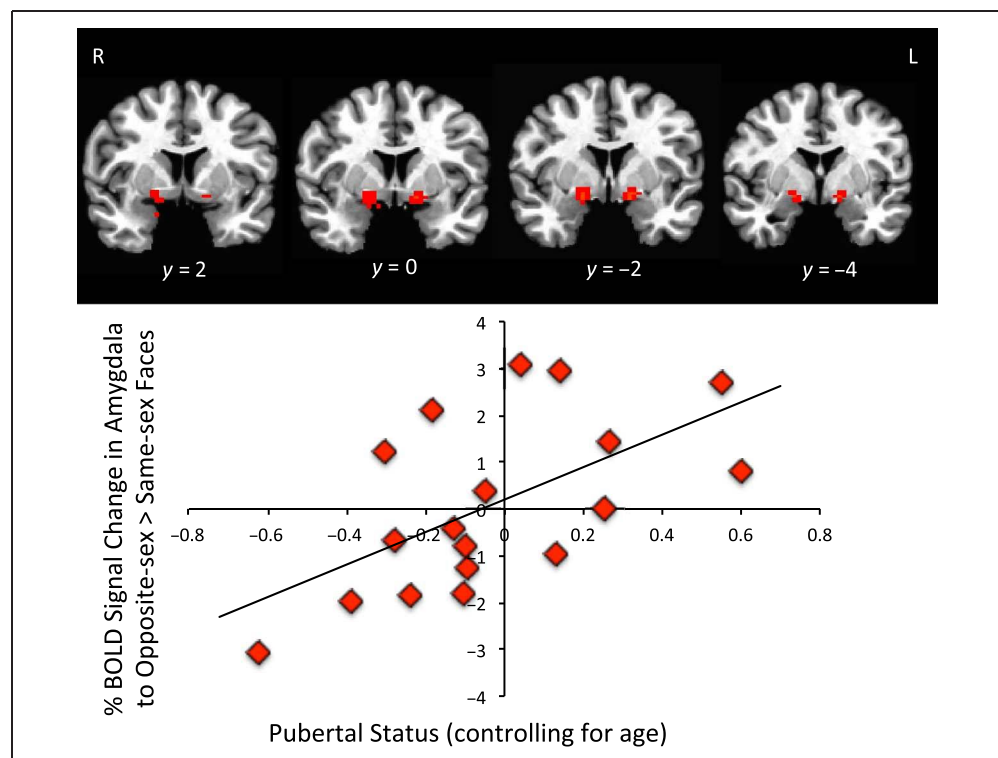 R L
y = 2 y = 0 y = −2 y = −4
% BOLD Signal Change in Amygdala
to Opposite-sex > Same-sex Faces
4
3
2
1
0
−1
−2
−3
−4
−0.8 −0.6 −0.4 −0.2 0 0.2 0.4 0.6 0.8
Pubertal Status (controlling for age)